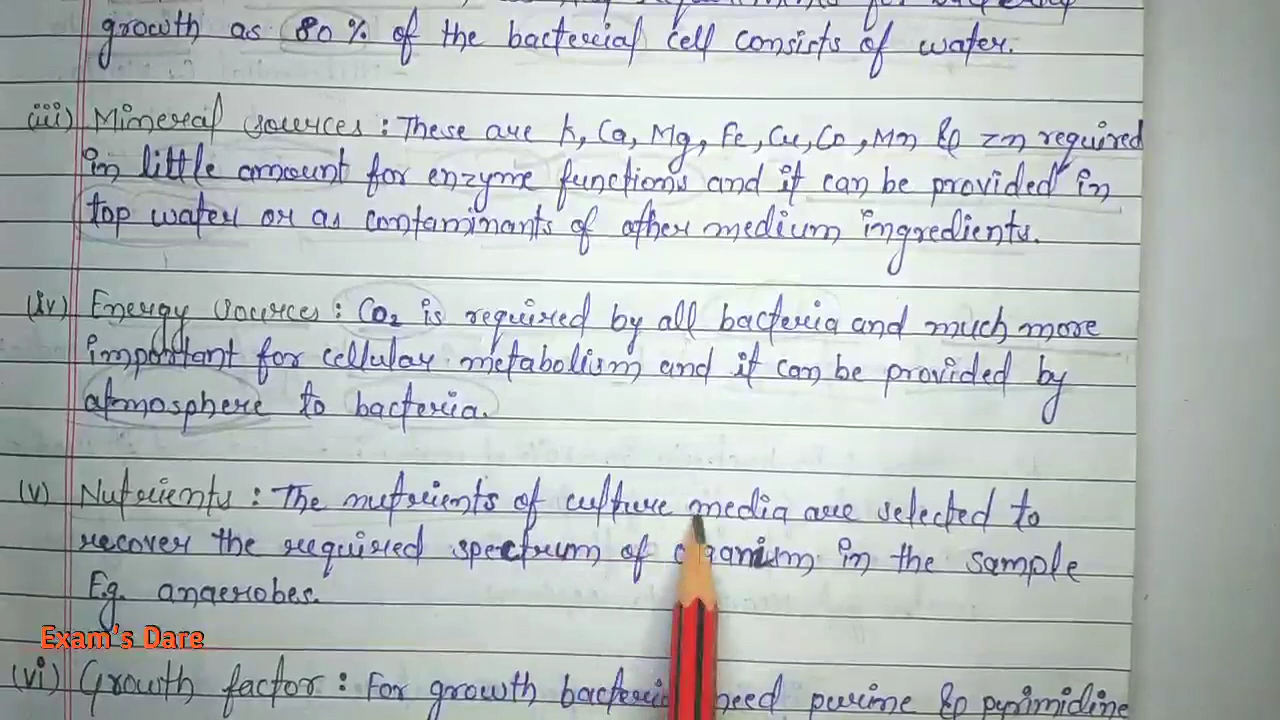 growth as 80% of the bacterial cell consists of water.
(iii) Mineral sources: These are K, Ca, Mg, Fe, Cu, Co, Mn & Zn required
in little amount for enzyme functions and it can be provided in
top water or as contaminants of other medium ingredients.
(iv) Energy sources: CO2 is required by all bacteria and much more
important for cellular metabolism and it can be provided by
atmosphere to bacteria.
(v) Nutrients: The nutrients of culture media are selected to
recover the required spectrum of in the sample
Eg. anaerobes.
Exam's Dare
(vi) Growth factor: For growth bacteria need purine & pyrimidine